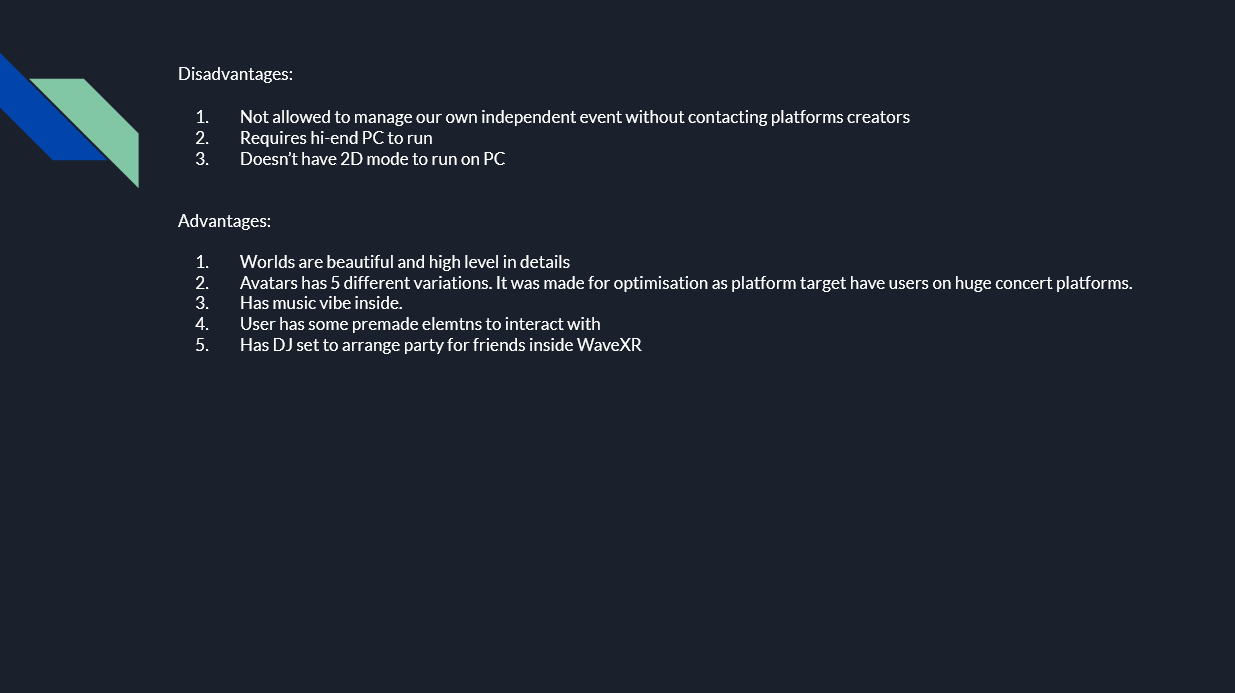 Disadvantages:
1. Not allowed to manage our own independent event without contacting platforms creators
2. Requires hi-end PC to run
3. Doesn't have 2D mode to run on PC
Advantages:
1. Worlds are beautiful and high level in details
2. Avatars has 5 different variations. It was made for optimisation as platform target have users on huge concert platforms.
3. Has music vibe inside.
4. User has some premade elemtns to interact with
5. Has DJ set to arrange party for friends inside WaveXR